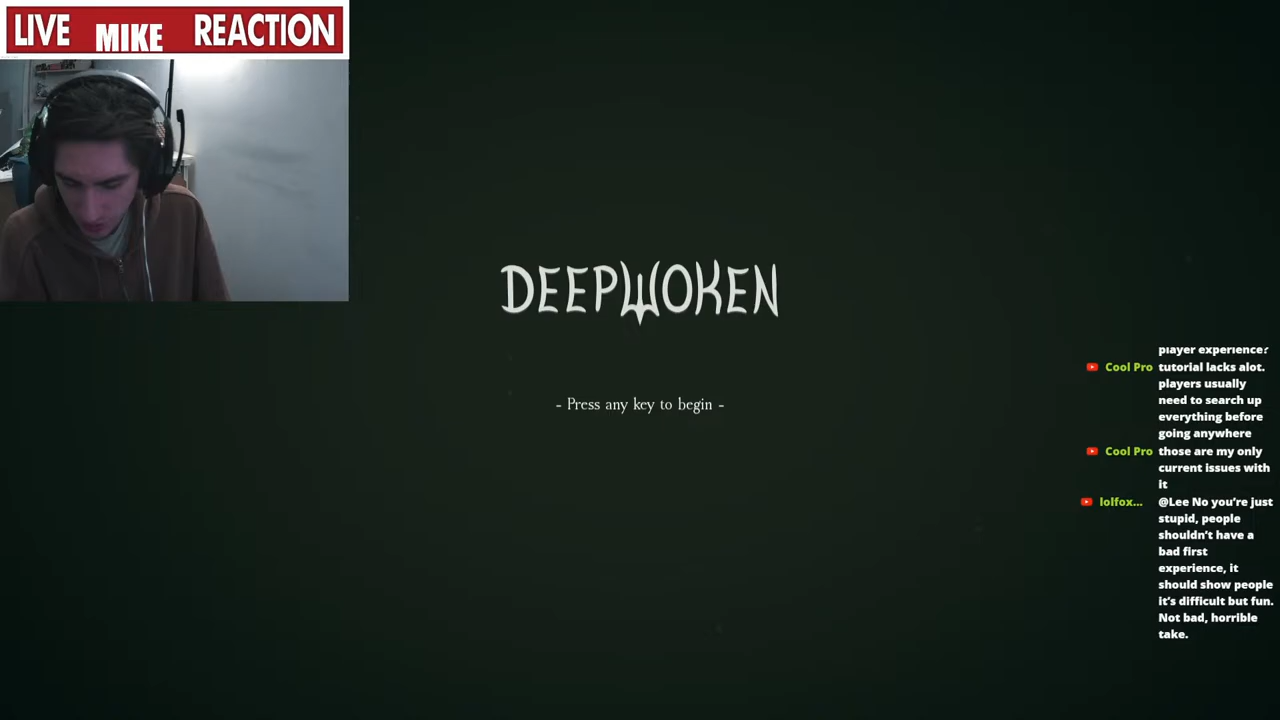 LIVE MIKE REACTION
DEEPWOKEN
- Press any key to begin -
player experience?
Cool Pro tutorial lacks alot.
players usually
need to search up
everything before
going anywhere
Cool Pro those are my only
current issues with
it
lolfox... @Lee No you're just
stupid, people
shouldn't have a
bad first
experience, it
should show people
it's difficult but fun.
Not bad, horrible
take.